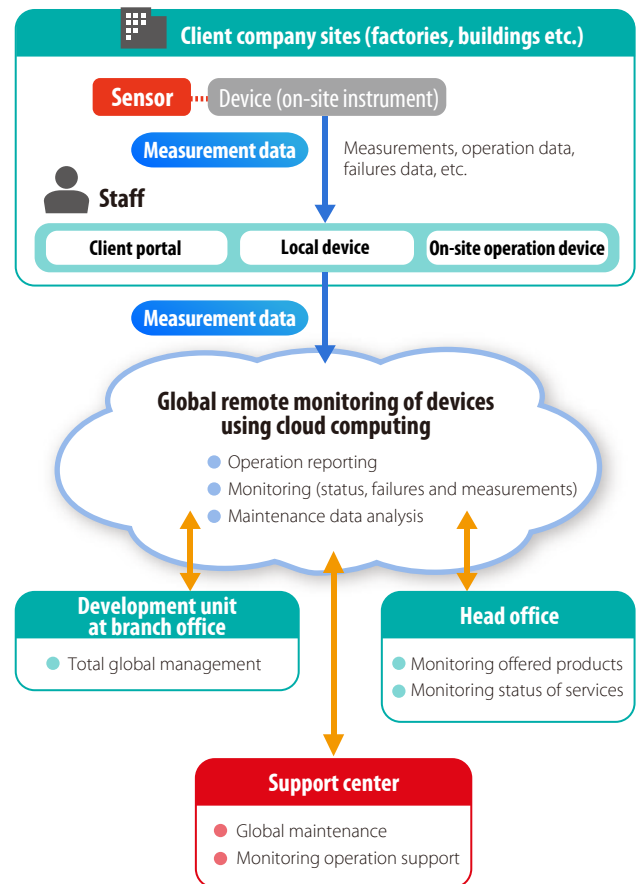 Client company sites (factories, buildings etc.)
Sensor
Device (on-site instrument)
Measurement data
Measurements, operation data,
failures data, etc.
Staff
Client portal
Local device
On-site operation device
Measurement data
Global remote monitoring of devices
using cloud computing
Operation reporting
Monitoring (status, failures and measurements)
Maintenance data analysis
Development unit
at branch office
Total global management
Head office
Monitoring offered products
Monitoring status of services
Support center
Global maintenance
Monitoring operation support